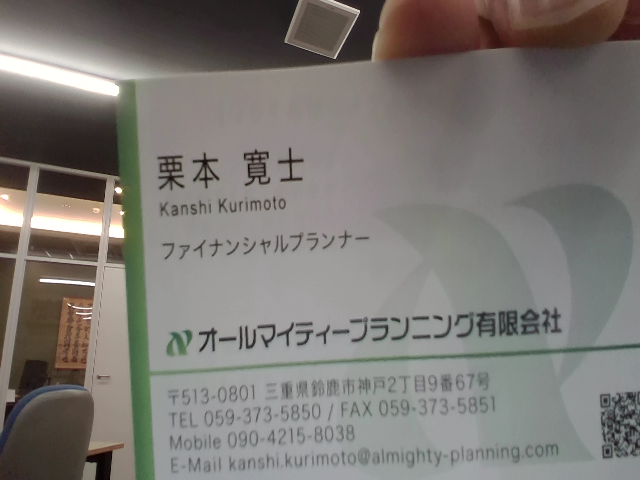 栗本 寛士
Kanshi Kurimoto
ファイナンシャルプランナー
オールマイティープランニング有限会社
〒513-0801 三重県鈴鹿市神戸2丁目9番67号
TEL 059-373-5850 / FAX 059-373-5851
Mobile 090-4215-8038
E-Mail kanshi.kurimoto@almighty-planning.com